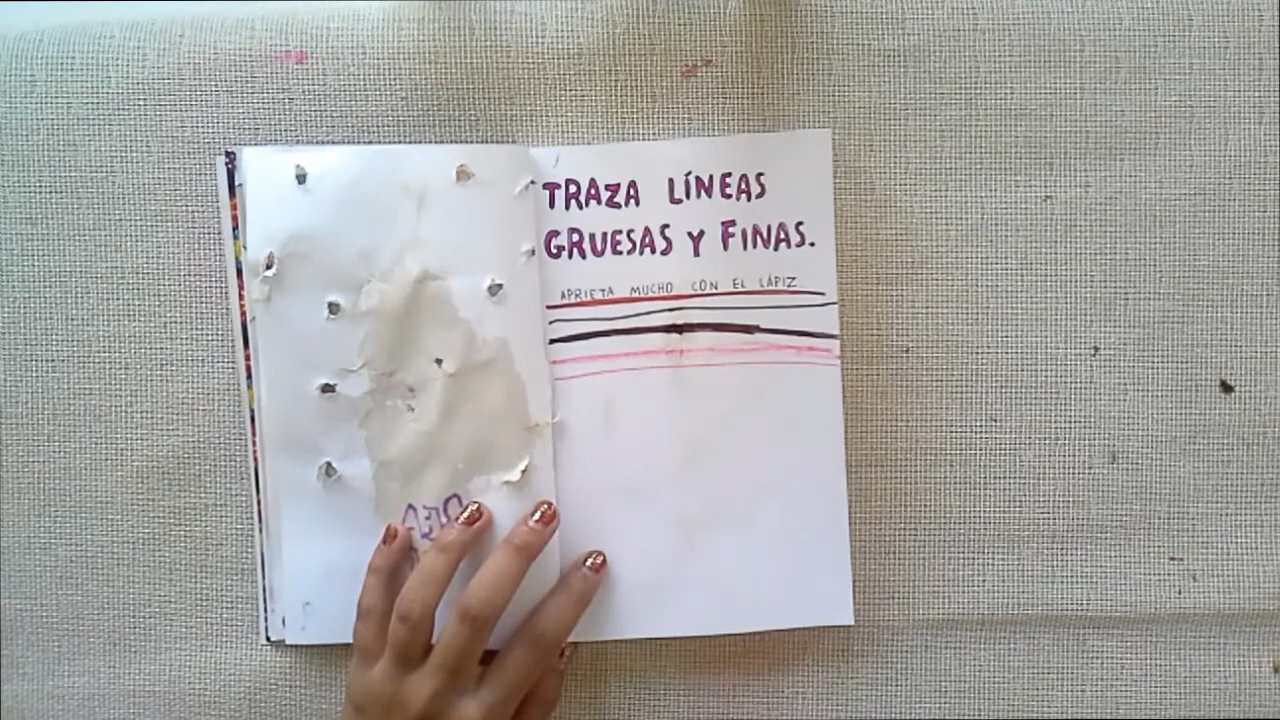 TRAZA LÍNEAS
GRUESAS Y FINAS.
APRIETA MUCHO CON EL LÁPIZ